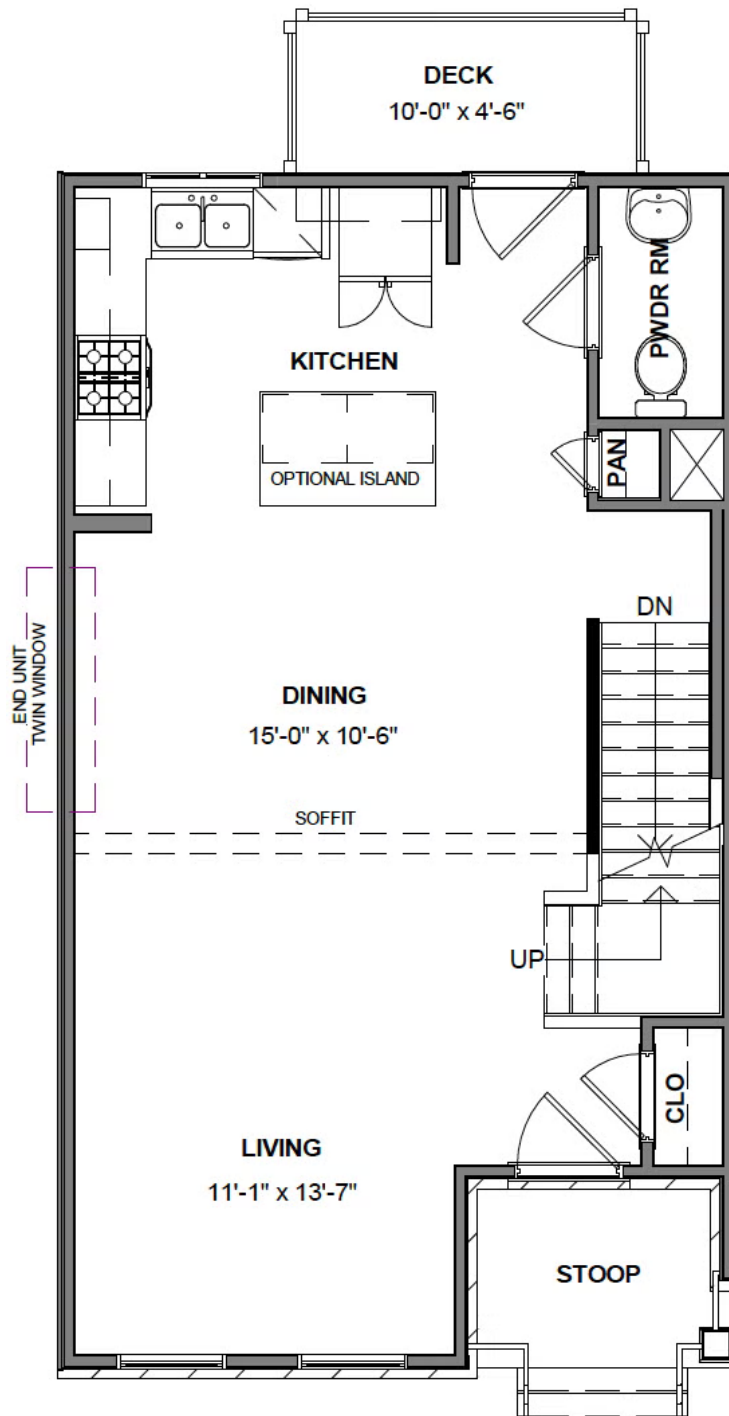 DECK
10'-0" x 4'-6"
PWDR RM
KITCHEN
PAN
OPTIONAL ISLAND
DN
END UNIT
TWIN WINDOW
DINING
15'-0" x 10'-6"
SOFFIT
UP
CLO
LIVING
11'-1" x 13'-7"
STOOP